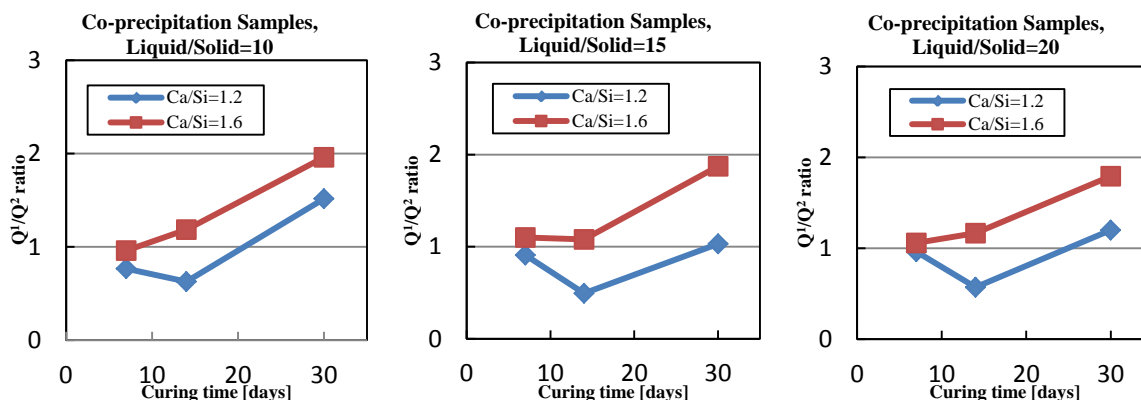 Co-precipitation Samples,
Liquid/Solid=10
3
2
1
0
Q¹/Q² ratio
Ca/Si=1.2
Ca/Si=1.6
0 10 20 30
Curing time [days]
Co-precipitation Samples,
Liquid/Solid=15
3
2
1
0
Q¹/Q² ratio
Ca/Si=1.2
Ca/Si=1.6
0 10 20 30
Curing time [days]
Co-precipitation Samples,
Liquid/Solid=20
3
2
1
0
Q¹/Q² ratio
Ca/Si=1.2
Ca/Si=1.6
0 10 20 30
Curing time [days]